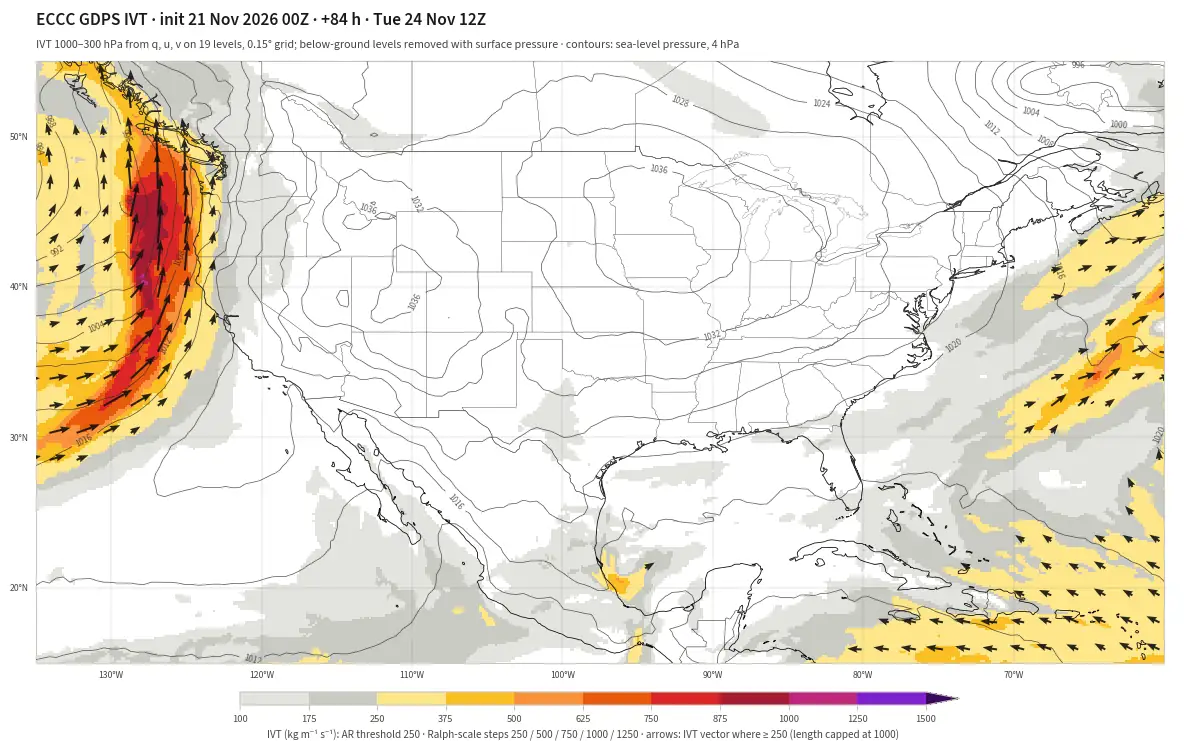 ECCC GDPS IVT · init 21 Nov 2026 00Z · +84 h · Tue 24 Nov 12Z
IVT 1000–300 hPa from q, u, v on 19 levels, 0.15° grid; below-ground levels removed with surface pressure · contours: sea-level pressure, 4 hPa
996
1028
1024
1004
1012
1000
1008
50°N
1036
1036
1032
992
1016
40°N
1036
1004
1032
1020
1016
1020
30°N
1016
20°N
1012
130°W
120°W
110°W
100°W
90°W
80°W
70°W
100
175
250
375
500
625
750
875
1000
1250
1500
IVT (kg m⁻¹ s⁻¹): AR threshold 250 · Ralph-scale steps 250 / 500 / 750 / 1000 / 1250 · arrows: IVT vector where ≥ 250 (length capped at 1000)